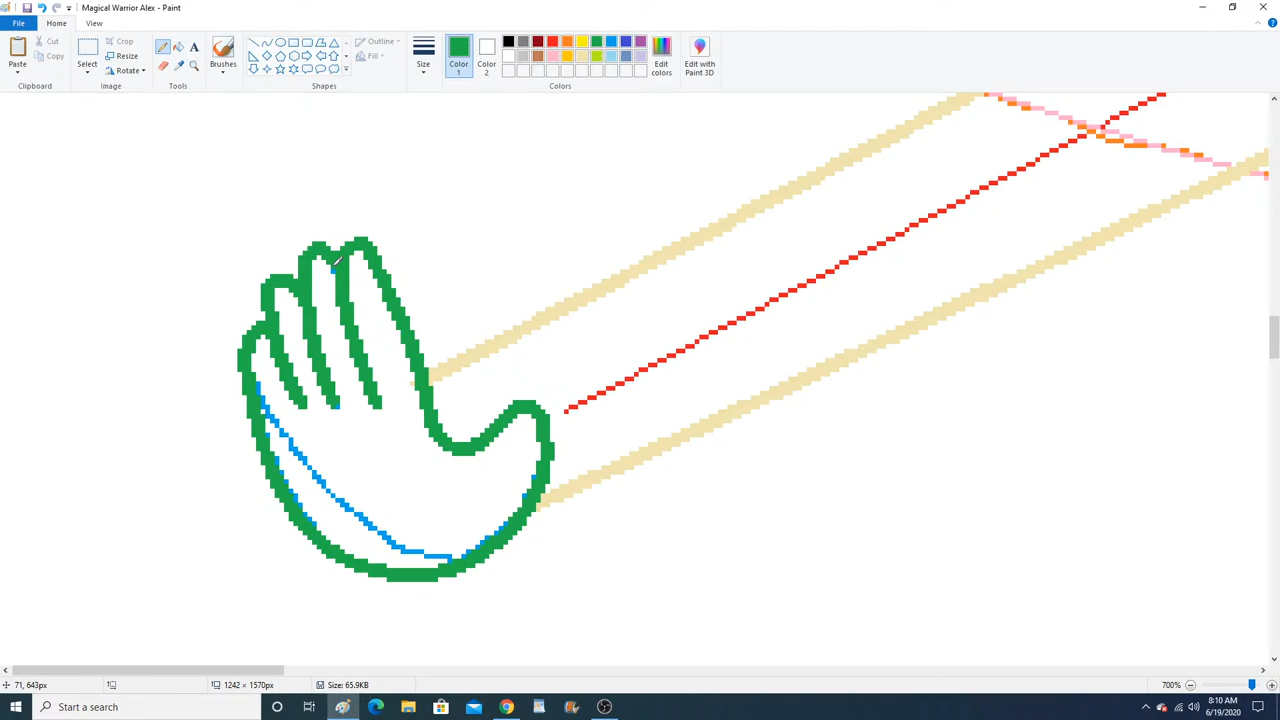 Magical Warrior Alex - Paint
File Home View
Paste Cut Copy Clipboard
Select Crop Resize Rotate Image
Tools
Brushes
Outline Fill Shapes
Size
Color 1
Color 2
Edit colors
Edit with Paint 3D
Colors
71, 643px 1242 × 1570px Size: 65.9KB 700%
Start a search
8:10 AM
6/19/2020